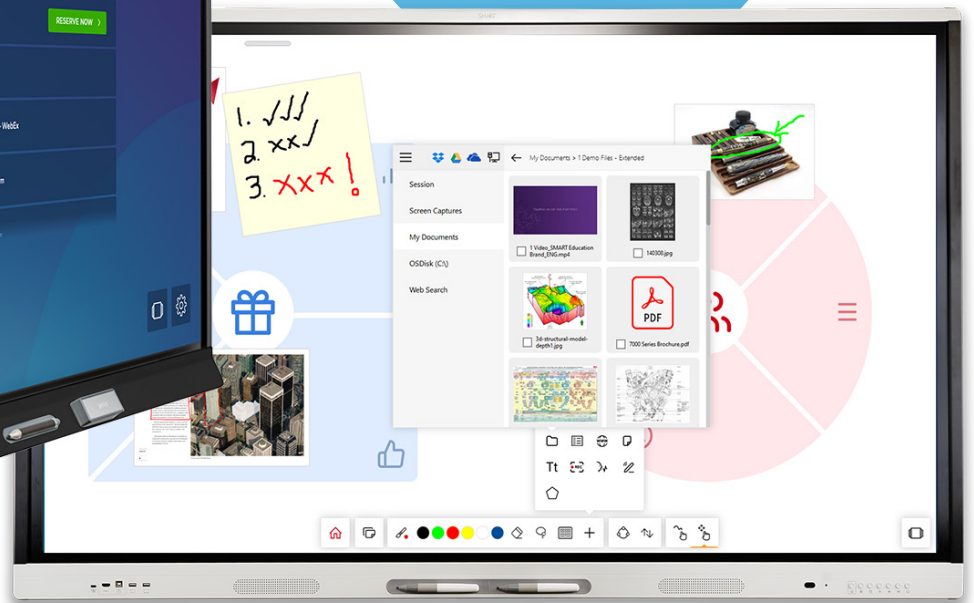 SMART
RESERVE NOW >
- WebEx
1. ✓✓✓
2. xx✓
3. xxx!
My Documents > 1 Demo Files - Extended
Session
Screen Captures
My Documents
OSDisk (C:\)
Web Search
1 Video_SMART Education
Brand_ENG.mp4
140308.jpg
3d-structural-model-
depth1.jpg
PDF
7000 Series Brochure.pdf
Tt
REC